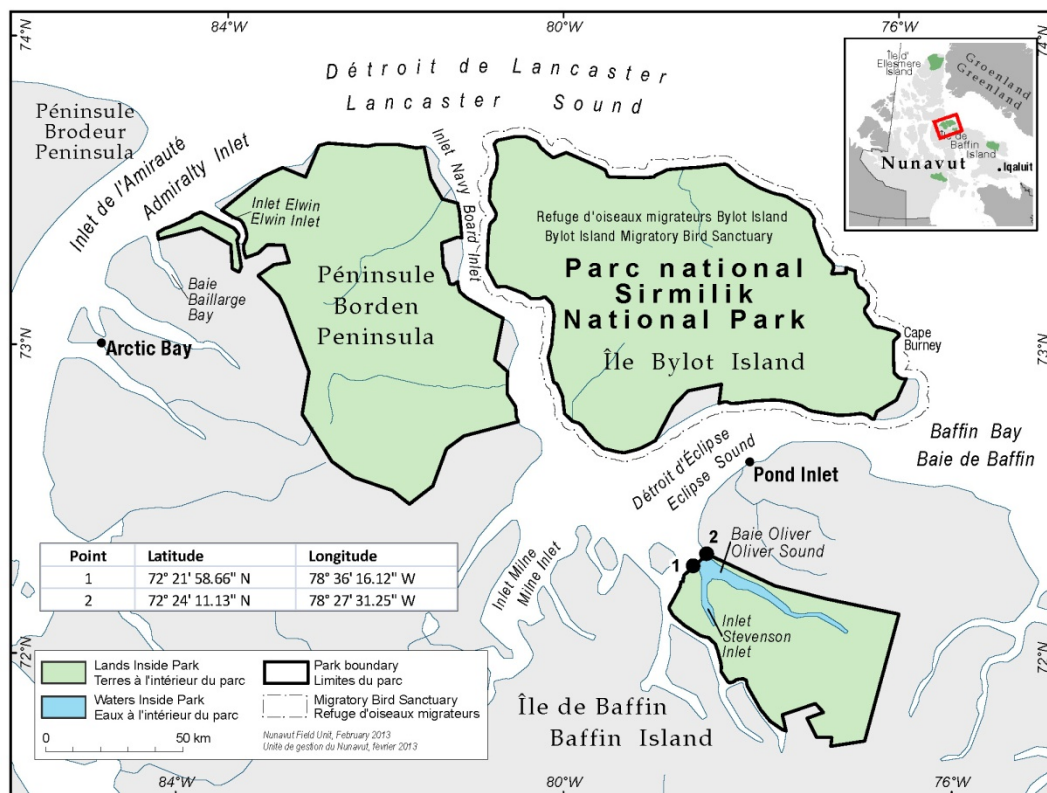 84°W
80°W
76°W
74°N
74°N
Détroit de Lancaster
Lancaster Sound
Péninsule
Brodeur
Peninsula
Inlet de l'Amirauté
Admiralty Inlet
Inlet Navy Board Inlet
Île d'
Ellesmere
Island
Groenland
Greenland
Île de
Baffin
Island
Nunavut
Iqaluit
Inlet Elwin
Elwin Inlet
Refuge d'oiseaux migrateurs Bylot Island
Bylot Island Migratory Bird Sanctuary
Parc national
Sirmilik
National Park
Île Bylot Island
Péninsule
Borden
Peninsula
Baie
Baillarge
Bay
Arctic Bay
Cape
Burney
73°N
73°N
Baffin Bay
Baie de Baffin
Détroit d'Éclipse
Eclipse Sound
Pond Inlet
Baie Oliver
Oliver Sound
1
2
Inlet Milne
Milne Inlet
Inlet
Stevenson
Inlet
Point Latitude Longitude
1 72° 21' 58.66" N 78° 36' 16.12" W
2 72° 24' 11.13" N 78° 27' 31.25" W
72°N
72°N
Île de Baffin
Baffin Island
Lands Inside Park
Terres à l'intérieur du parc
Waters Inside Park
Eaux à l'intérieur du parc
Park boundary
Limites du parc
Migratory Bird Sanctuary
Refuge d'oiseaux migrateurs
0 50 km
Nunavut Field Unit, February 2013
Unité de gestion du Nunavut, février 2013
84°W
80°W
76°W